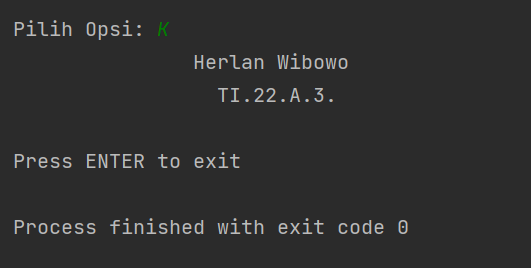 Pilih Opsi: K
Herlan Wibowo
TI.22.A.3.
Press ENTER to exit
Process finished with exit code 0